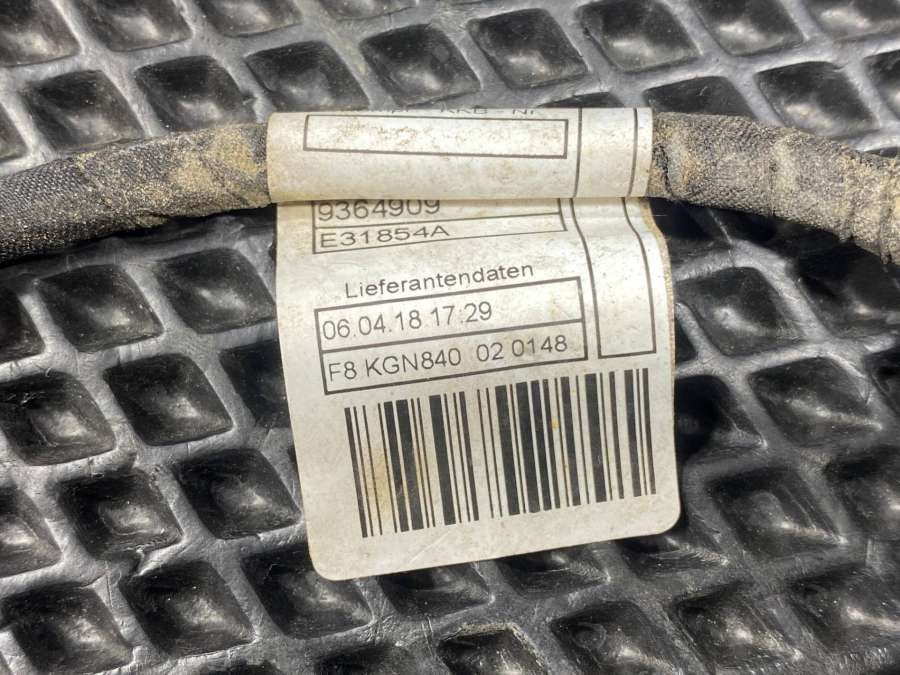 9364909
E31854A
Lieferantendaten
06.04.18 17:29
F8 KGN840 02 0148